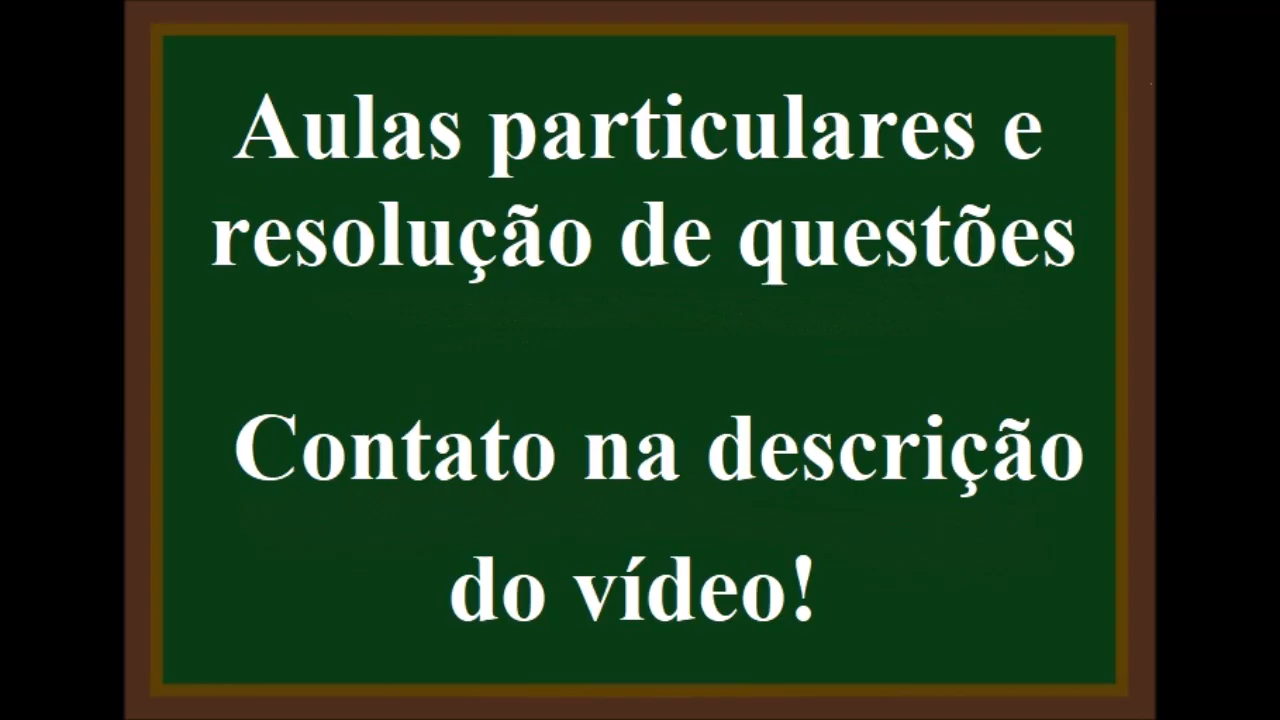 Aulas particulares e
resolução de questões
Contato na descrição
do vídeo!